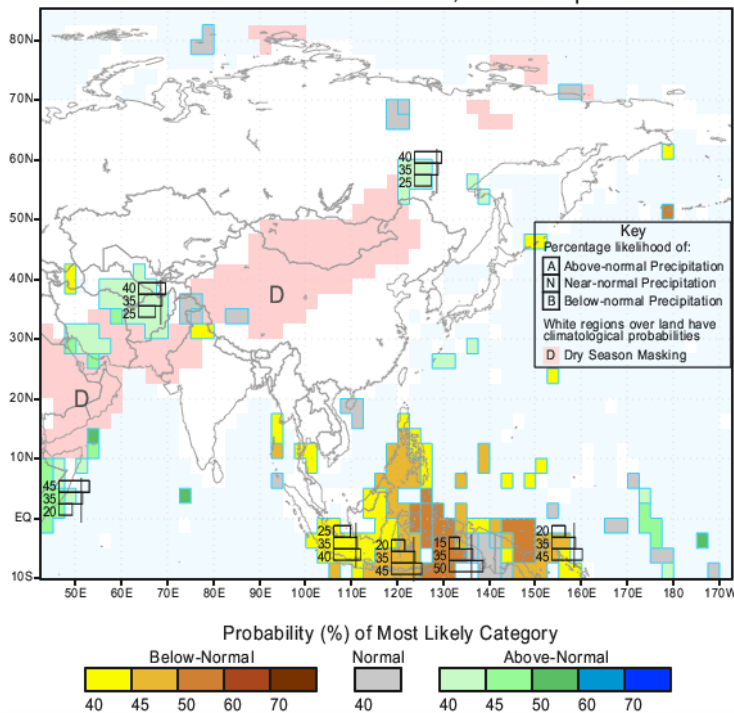 80N
70N
60N
50N
40N
30N
20N
10N
EQ
10S
50E 60E 70E 80E 90E 100E 110E 120E 130E 140E 150E 160E 170E 180 170W
40
35
25
40
35
25
45
35
20
25
35
40
20
35
45
15
35
50
20
35
45
D
D
Key
Percentage likelihood of:
A Above-normal Precipitation
N Near-normal Precipitation
B Below-normal Precipitation
White regions over land have
climatological probabilities
D Dry Season Masking
Probability (%) of Most Likely Category
Below-Normal Normal Above-Normal
40 45 50 60 70 40 40 45 50 60 70